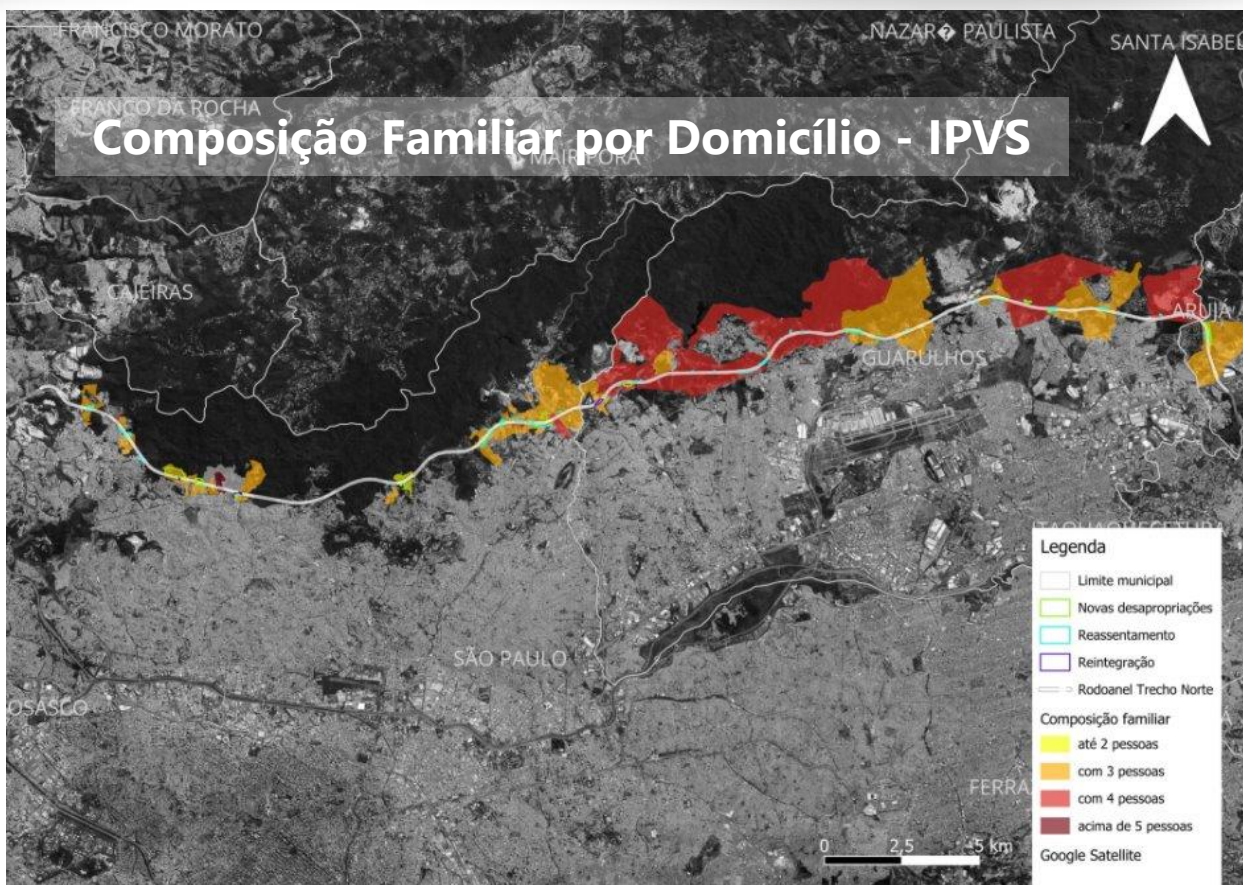 FRANCISCO MORATO
NAZAR� PAULISTA
SANTA ISABEL
FRANCO DA ROCHA
Composição Familiar por Domicílio - IPVS
MAIRIPORÃ
CAIEIRAS
ARUJÁ
GUARULHOS
ITAQUAQUECETUBA
SÃO PAULO
OSASCO
FERRAZ
0 2,5 5 km
Legenda
Limite municipal
Novas desapropriações
Reassentamento
Reintegração
Rodoanel Trecho Norte
Composição familiar
até 2 pessoas
com 3 pessoas
com 4 pessoas
acima de 5 pessoas
Google Satellite